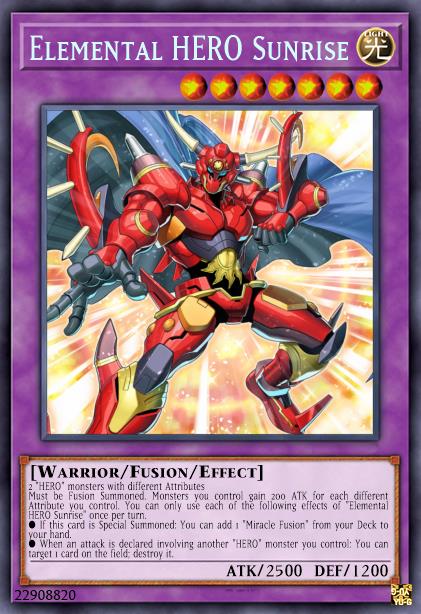 ELEMENTAL HERO SUNRISE
LIGHT
光
[WARRIOR/FUSION/EFFECT]
2 "HERO" monsters with different Attributes
Must be Fusion Summoned. Monsters you control gain 200 ATK for each different
Attribute you control. You can only use each of the following effects of "Elemental
HERO Sunrise" once per turn.
● If this card is Special Summoned: You can add 1 "Miracle Fusion" from your Deck to
your hand.
● When an attack is declared involving another "HERO" monster you control: You can
target 1 card on the field; destroy it.
ATK/2500 DEF/1200
22908820